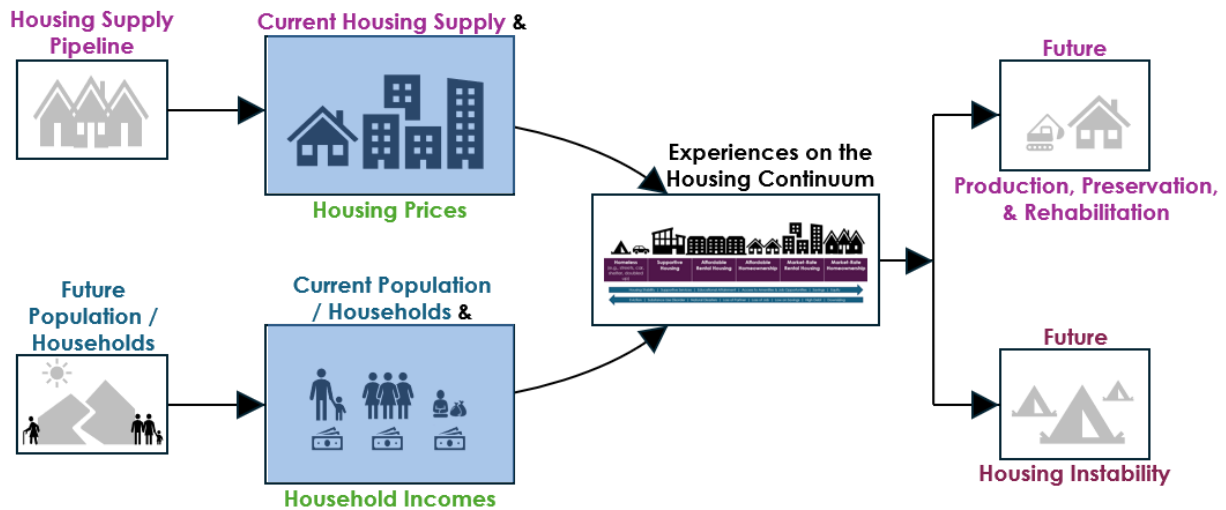 Housing Supply
Pipeline
Current Housing Supply &
Housing Prices
Future
Population /
Households
Current Population
/ Households &
Household Incomes
Experiences on the
Housing Continuum
Homeless
Supportive
Housing
Affordable
Rental Housing
Affordable
Homeownership
Market-Rate
Rental Housing
Market-Rate
Homeownership
Future
Production, Preservation,
& Rehabilitation
Future
Housing Instability